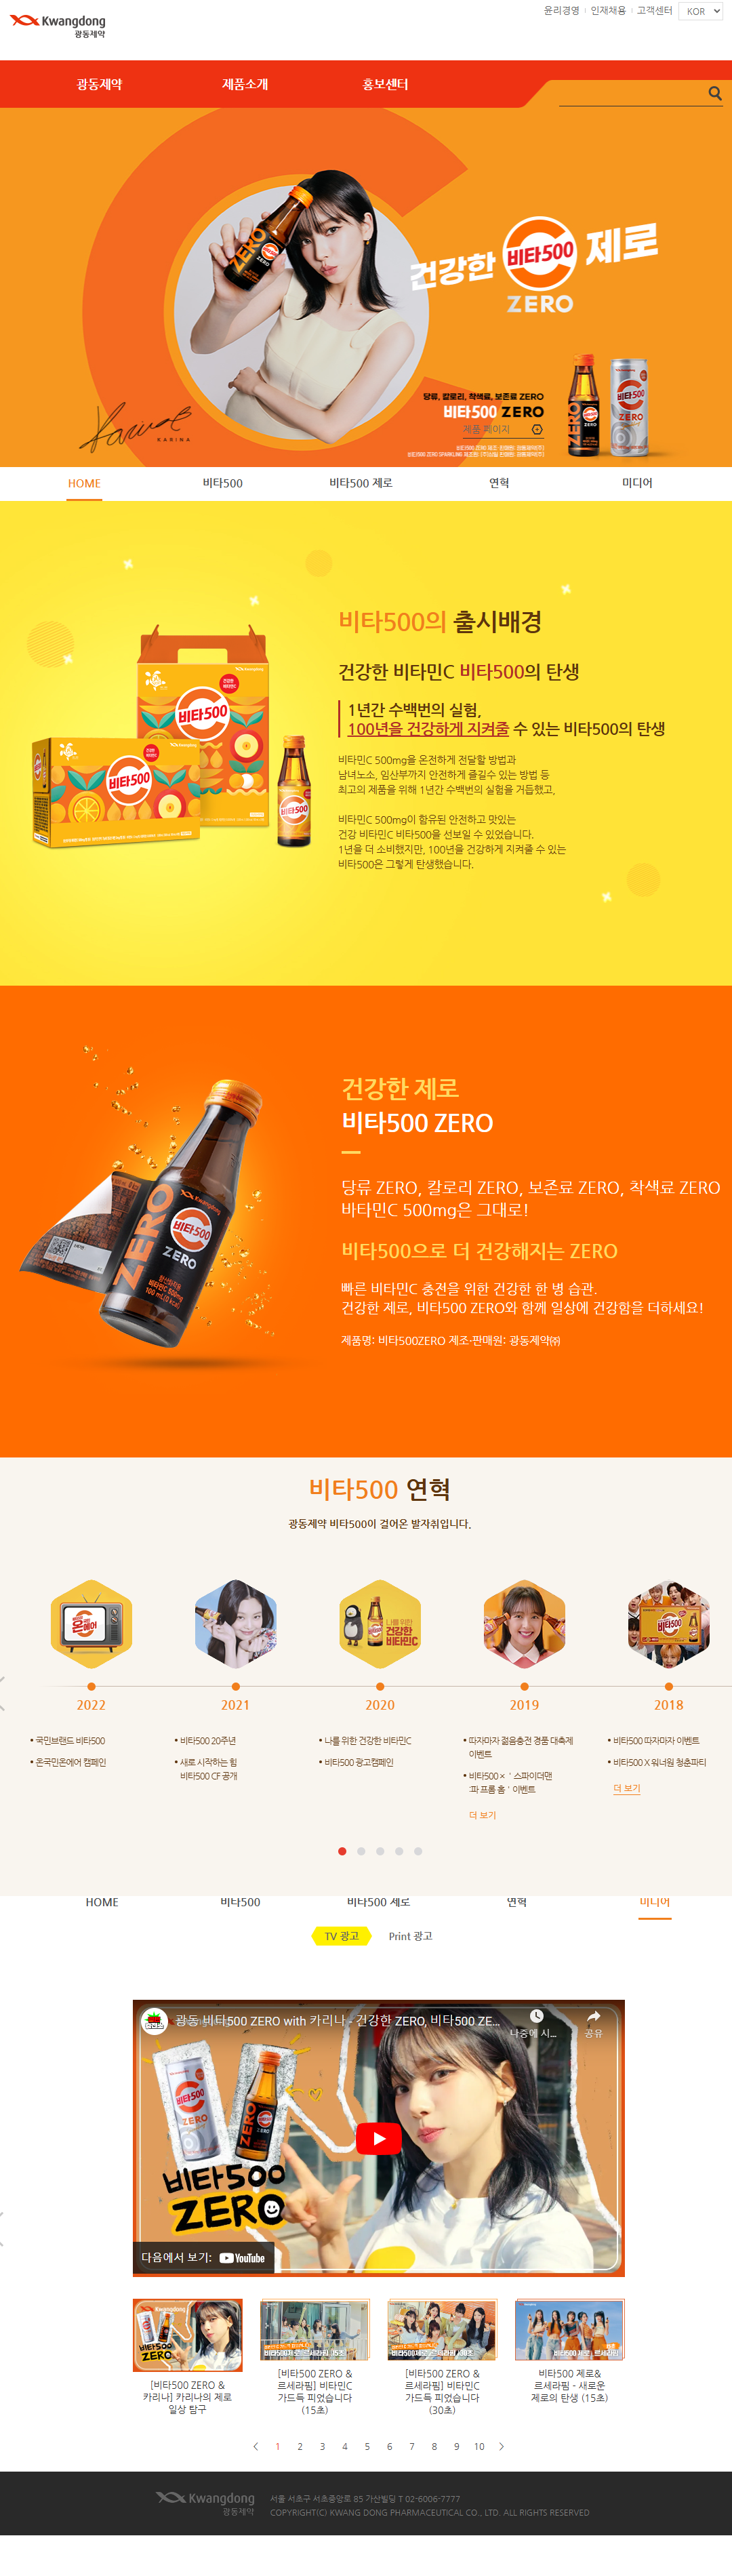 Kwangdong
광동제약
윤리경영
인재채용
고객센터
KOR
광동제약
제품소개
홍보센터
건강한 비타500 제로
ZERO
KARINA
당류, 칼로리, 착색료, 보존료 ZERO
비타500 ZERO
제품 페이지
HOME
비타500
비타500 제로
연혁
미디어
비타500의 출시배경
건강한 비타민C 비타500의 탄생
1년간 수백번의 실험,
100년을 건강하게 지켜줄 수 있는 비타500의 탄생
비타민C 500mg을 온전하게 전달할 방법과
남녀노소, 임산부까지 안전하게 즐길수 있는 방법 등
최고의 제품을 위해 1년간 수백번의 실험을 거듭했고,
비타민C 500mg이 함유된 안전하고 맛있는
건강 비타민C 비타500을 선보일 수 있었습니다.
1년을 더 소비했지만, 100년을 건강하게 지켜줄 수 있는
비타500은 그렇게 탄생했습니다.
건강한 제로
비타500 ZERO
당류 ZERO, 칼로리 ZERO, 보존료 ZERO, 착색료 ZERO
비타민C 500mg은 그대로!
비타500으로 더 건강해지는 ZERO
빠른 비타민C 충전을 위한 건강한 한 병 습관.
건강한 제로, 비타500 ZERO와 함께 일상에 건강함을 더하세요!
제품명: 비타500ZERO 제조·판매원: 광동제약㈜
비타500 연혁
광동제약 비타500이 걸어온 발자취입니다.
온에어
나를 위한
건강한
비타민C
비타500
2022
2021
2020
2019
2018
• 국민브랜드 비타500
• 온국민온에어 캠페인
• 비타500 20주년
• 새로 시작하는 힘
비타500 CF 공개
• 나를 위한 건강한 비타민C
• 비타500 광고캠페인
• 따자마자 젊음충전 경품 대축제
이벤트
• 비타500 × ' 스파이더맨
:파 프롬 홈 ' 이벤트
더 보기
• 비타500 따자마자 이벤트
• 비타500 X 워너원 청춘파티
더 보기
HOME
비타500
비타500 제로
연혁
미디어
TV 광고
Print 광고
광동 비타500 ZERO with 카리나 - 건강한 ZERO, 비타500 ZE...
나중에 시...
공유
비타500
ZERO
다음에서 보기: YouTube
[비타500 ZERO &
카리나] 카리나의 제로
일상 탐구
[비타500 ZERO &
르세라핌] 비타민C
가드득 피었습니다
(15초)
[비타500 ZERO &
르세라핌] 비타민C
가드득 피었습니다
(30초)
비타500 제로&
르세라핌 - 새로운
제로의 탄생 (15초)
< 1 2 3 4 5 6 7 8 9 10 >
Kwangdong
광동제약
서울 서초구 서초중앙로 85 가산빌딩 T 02-6006-7777
COPYRIGHT(C) KWANG DONG PHARMACEUTICAL CO., LTD. ALL RIGHTS RESERVED